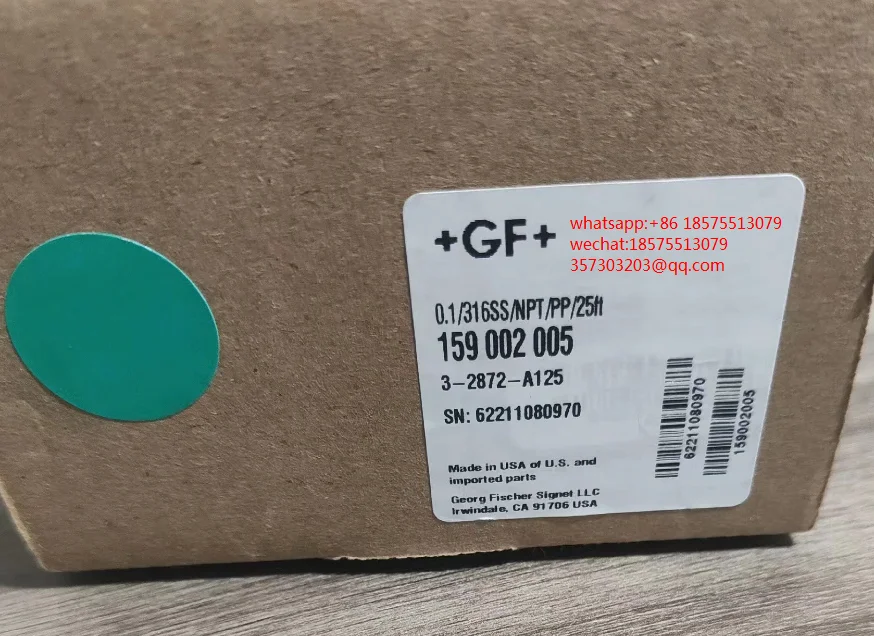 +GF+
whatsapp:+86 18575513079
wechat:18575513079
357303203@qq.com
0.1/316SS/NPT/PP/25ft
159 002 005
3-2872-A125
SN: 62211080970
62211080970
159002005
Made in USA of U.S. and
imported parts
Georg Fischer Signet LLC
Irwindale, CA 91706 USA